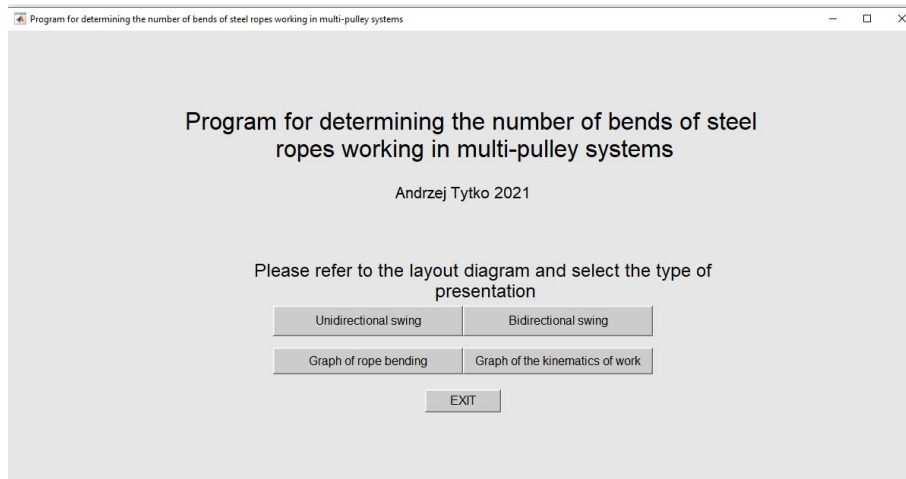 Program for determining the number of bends of steel ropes working in multi-pulley systems
Program for determining the number of bends of steel
ropes working in multi-pulley systems
Andrzej Tytko 2021
Please refer to the layout diagram and select the type of
presentation
Unidirectional swing
Bidirectional swing
Graph of rope bending
Graph of the kinematics of work
EXIT